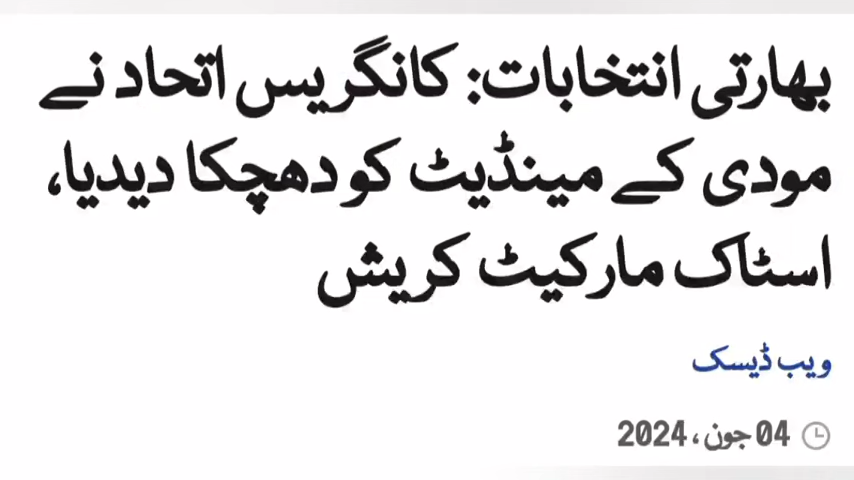 بھارتی انتخابات: کانگریس اتحاد نے
مودی کے مینڈیٹ کو دھچکا دیدیا،
اسٹاک مارکیٹ کریش
ویب ڈیسک
04 جون ، 2024